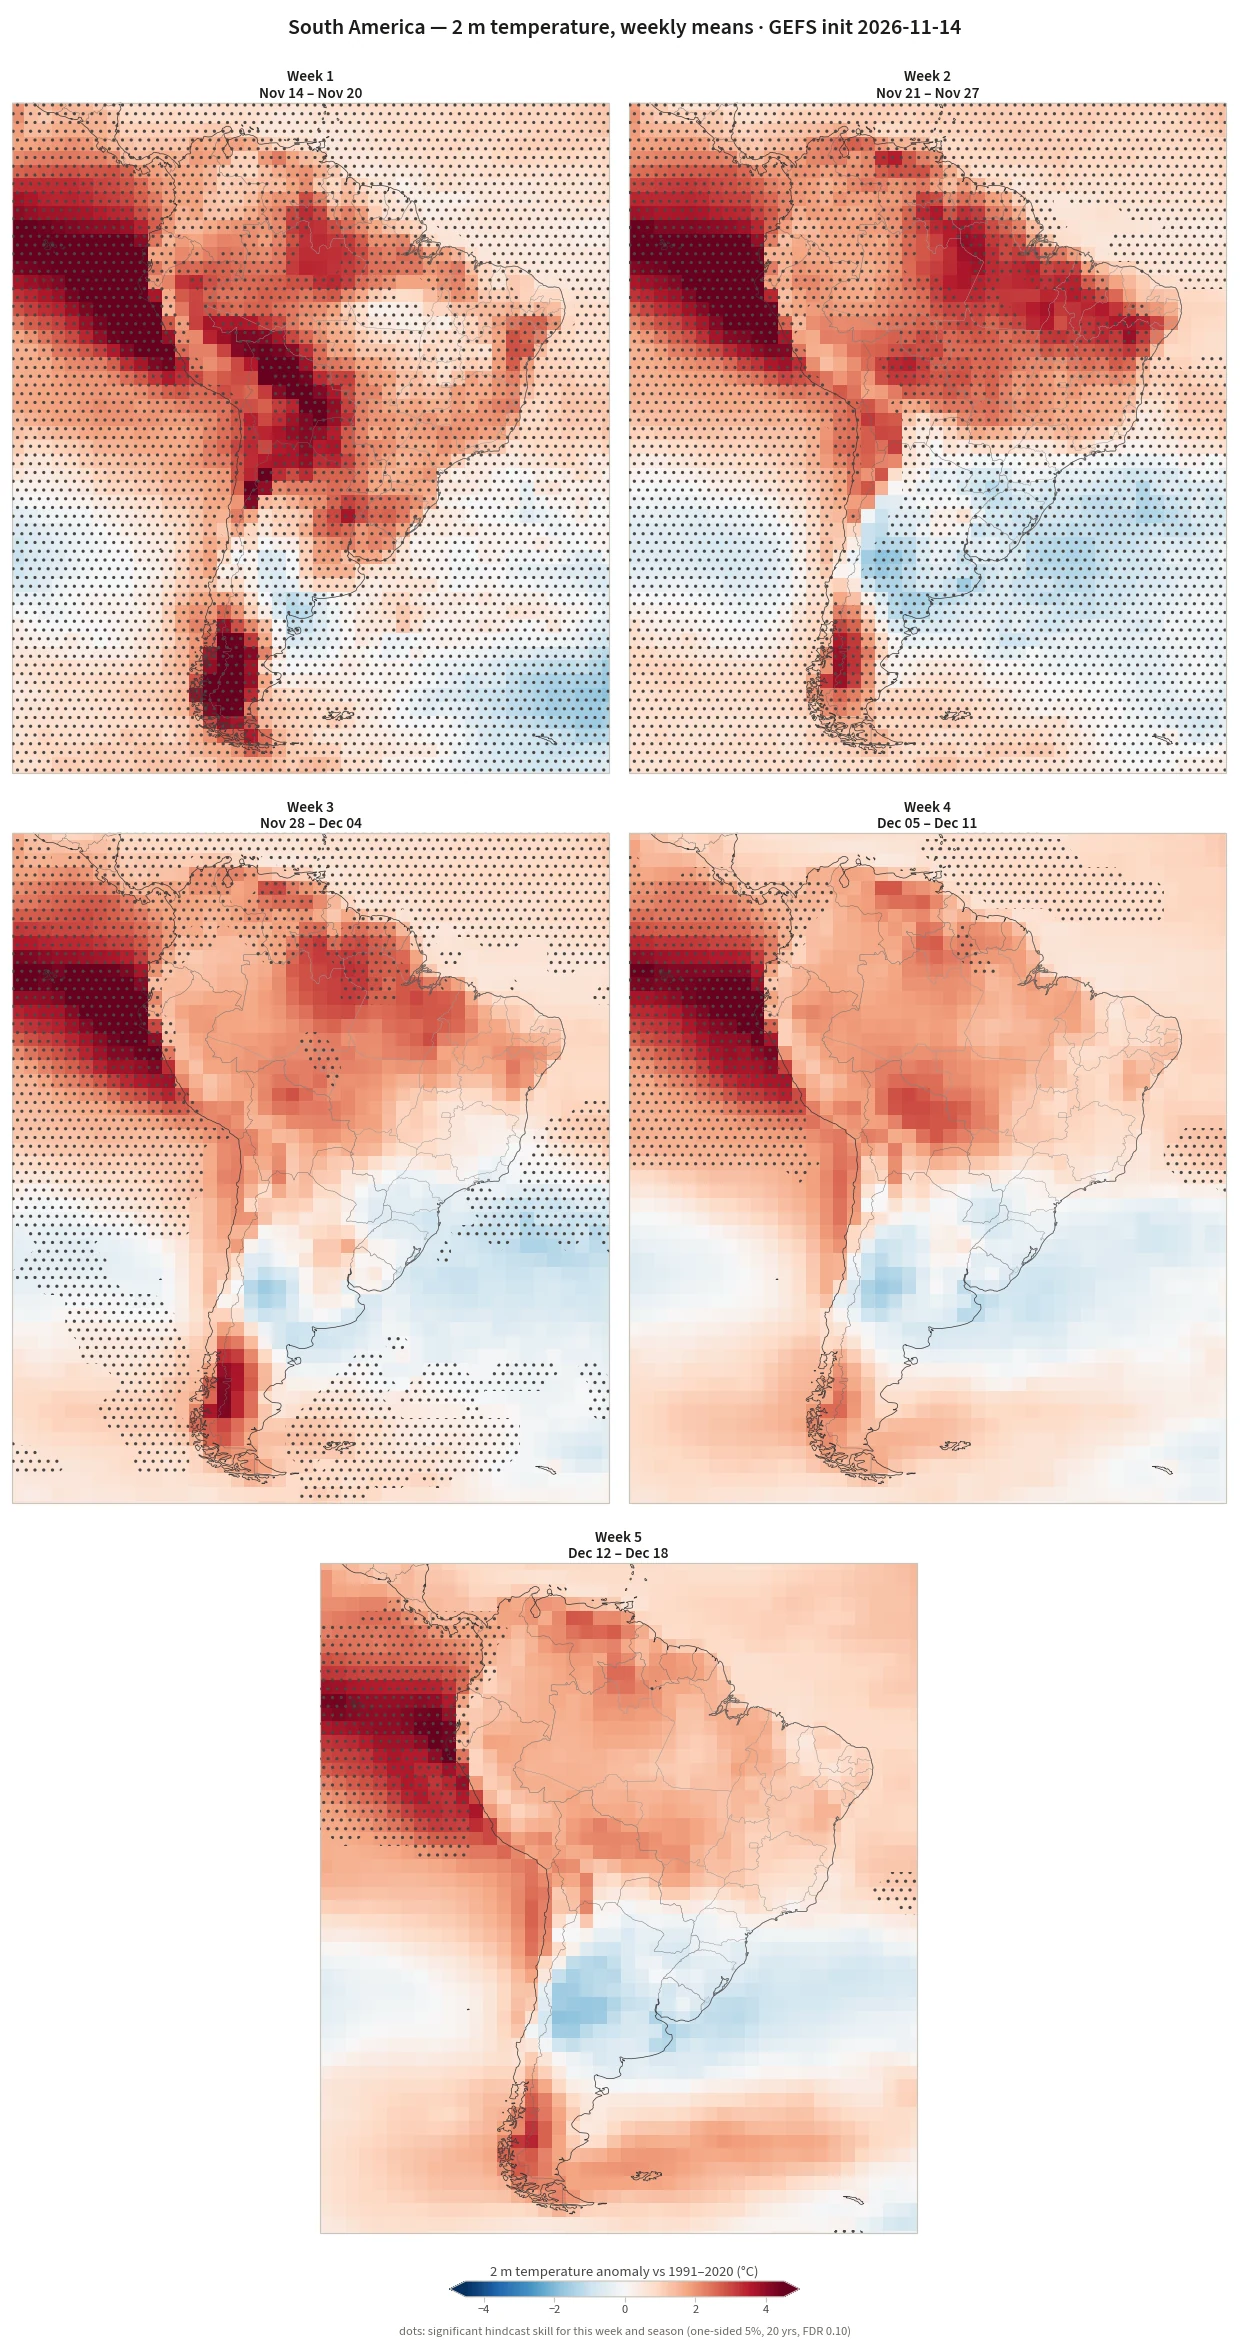 South America — 2 m temperature, weekly means · GEFS init 2026-11-14
Week 1
Nov 14 – Nov 20
Week 2
Nov 21 – Nov 27
Week 3
Nov 28 – Dec 04
Week 4
Dec 05 – Dec 11
Week 5
Dec 12 – Dec 18
2 m temperature anomaly vs 1991–2020 (°C)
−4 −2 0 2 4
dots: significant hindcast skill for this week and season (one-sided 5%, 20 yrs, FDR 0.10)